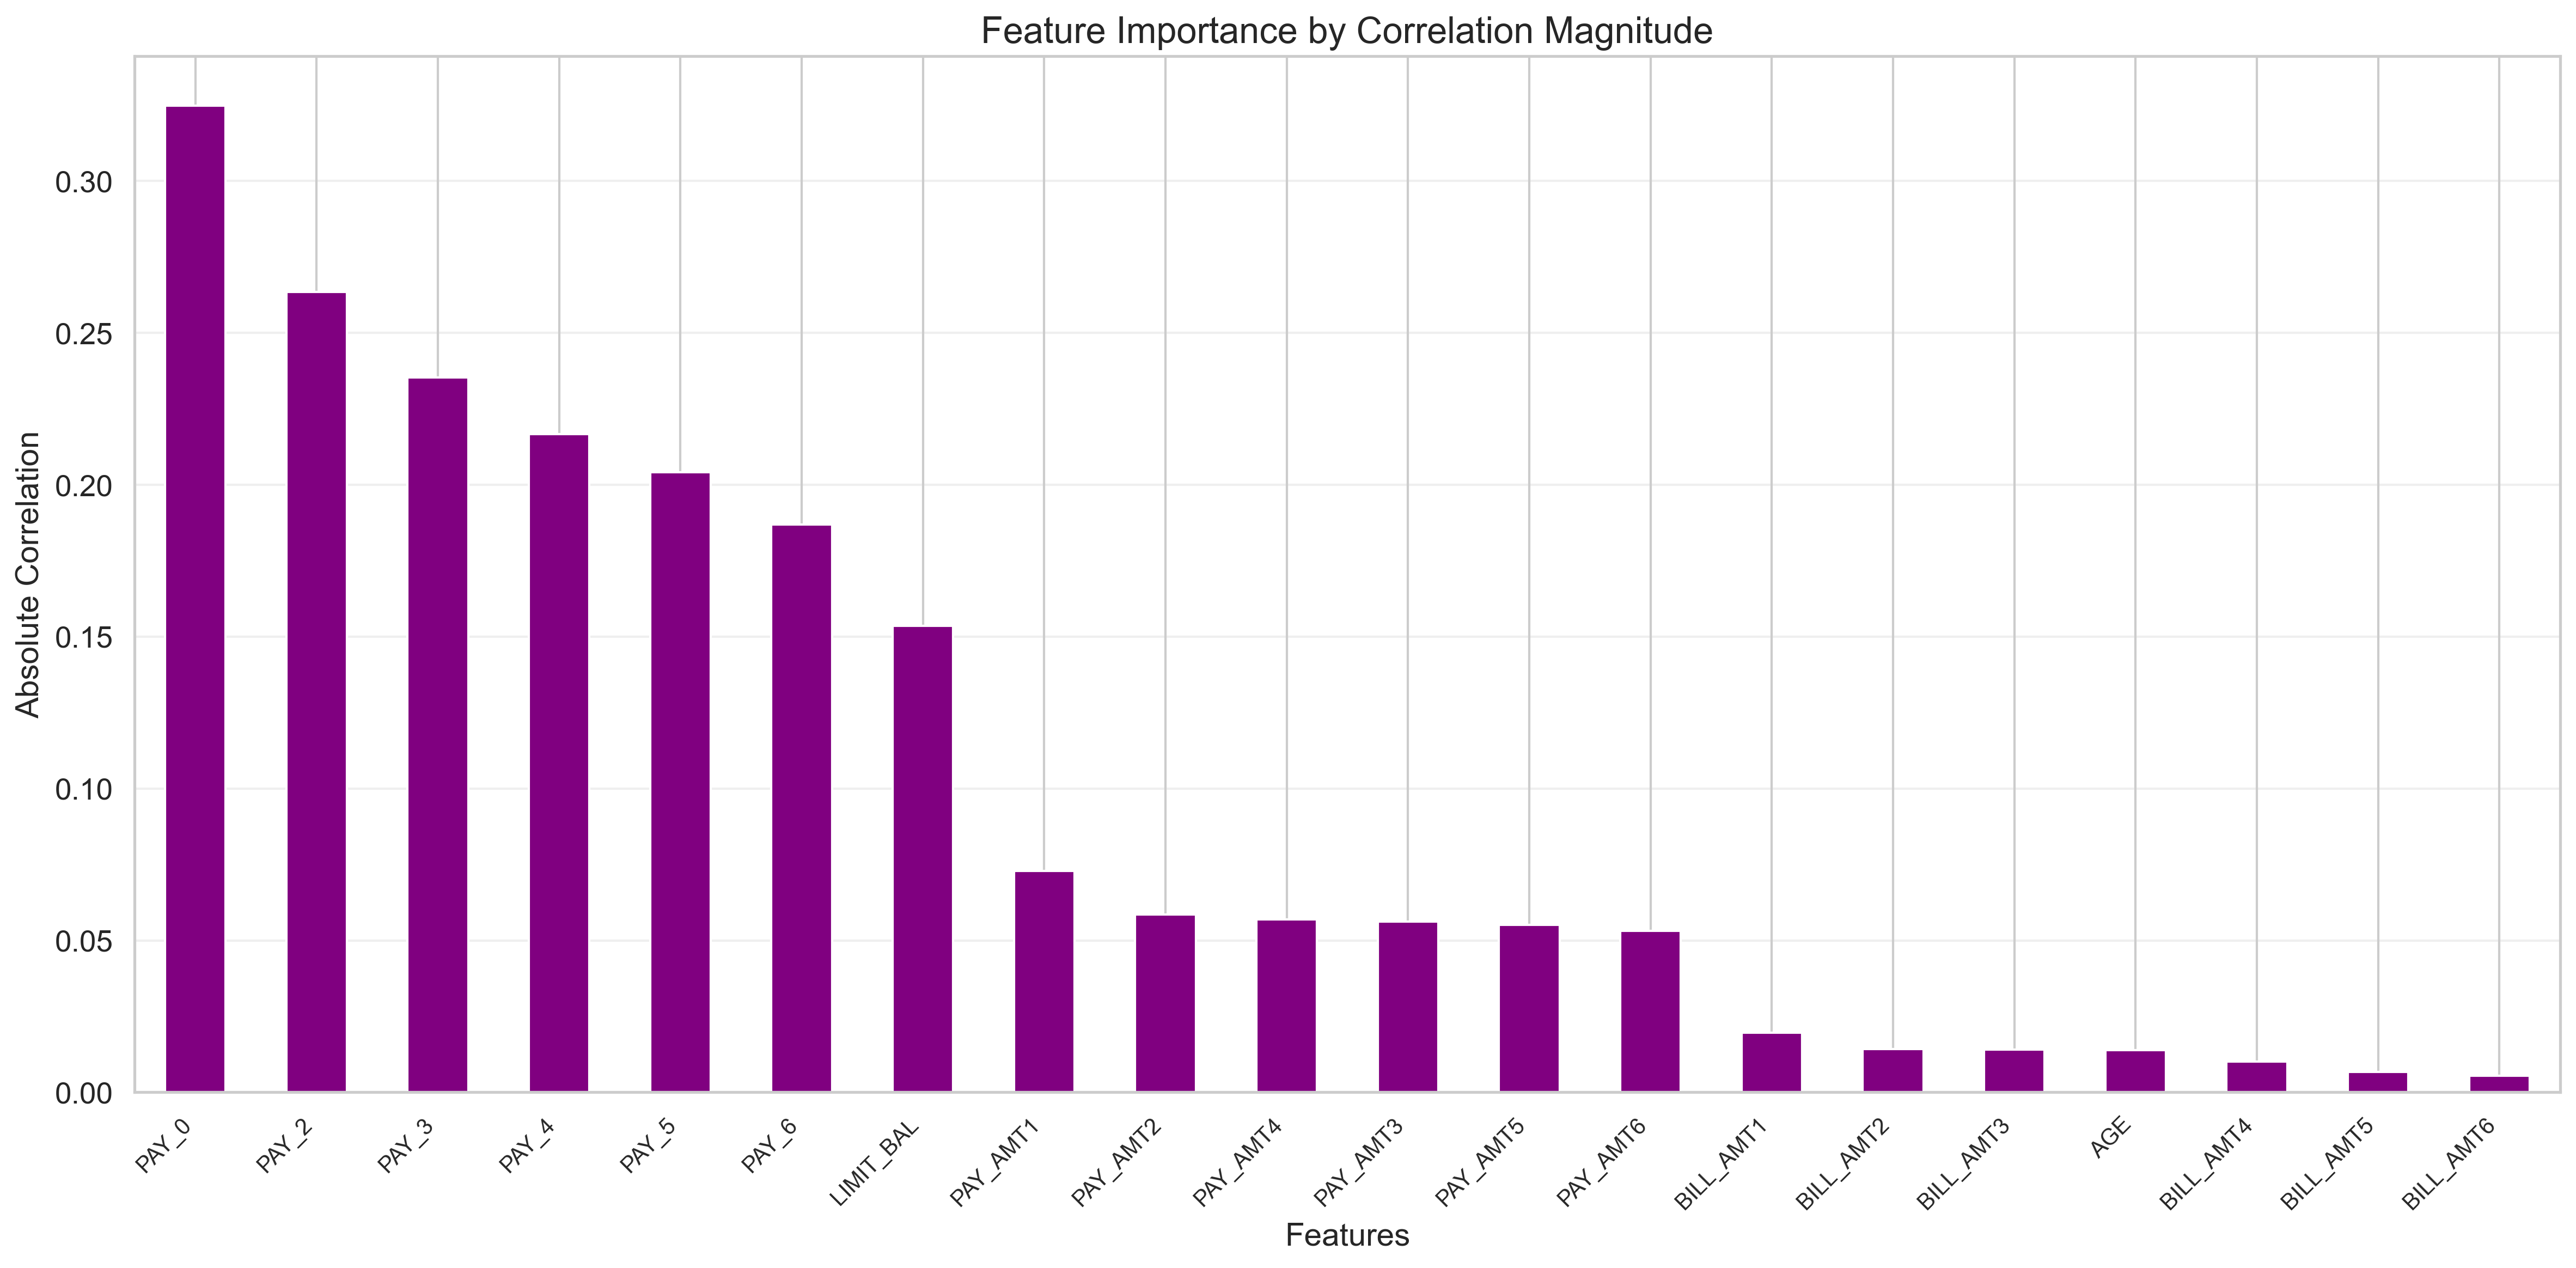 Feature Importance by Correlation Magnitude
Absolute Correlation
0.30
0.25
0.20
0.15
0.10
0.05
0.00
PAY_0
PAY_2
PAY_3
PAY_4
PAY_5
PAY_6
LIMIT_BAL
PAY_AMT1
PAY_AMT2
PAY_AMT4
PAY_AMT3
PAY_AMT5
PAY_AMT6
BILL_AMT1
BILL_AMT2
BILL_AMT3
AGE
BILL_AMT4
BILL_AMT5
BILL_AMT6
Features